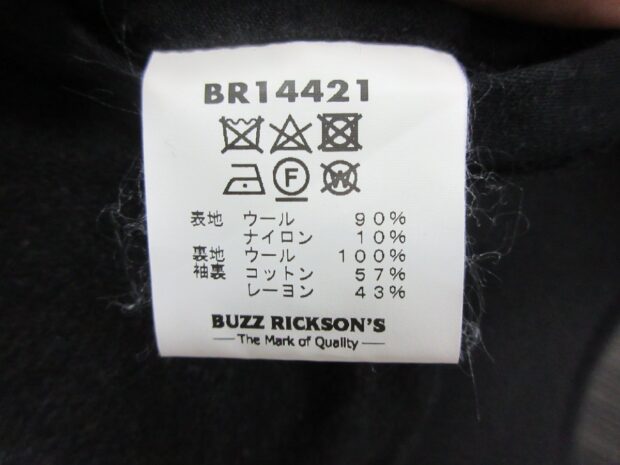 BR14421
F W
表地 ウール 90%
ナイロン 10%
裏地 ウール 100%
袖裏 コットン 57%
レーヨン 43%
BUZZ RICKSON'S
The Mark of Quality